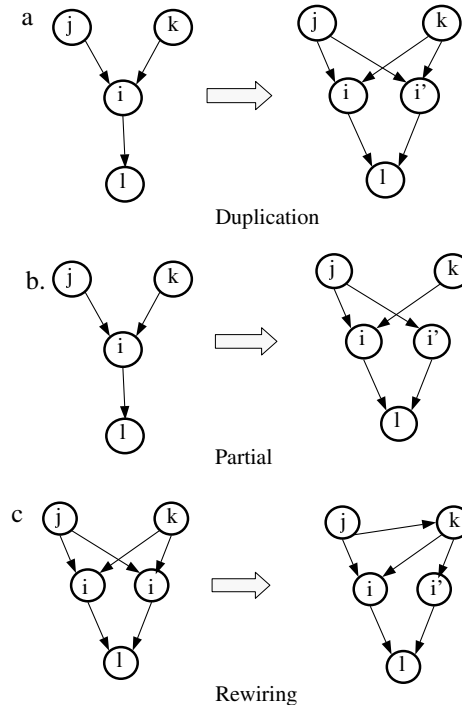 a
j k j k
i i i'
l l
Duplication
b.
j k j k
i i i'
l l
Partial
c
j k j k
i i i i'
l l
Rewiring